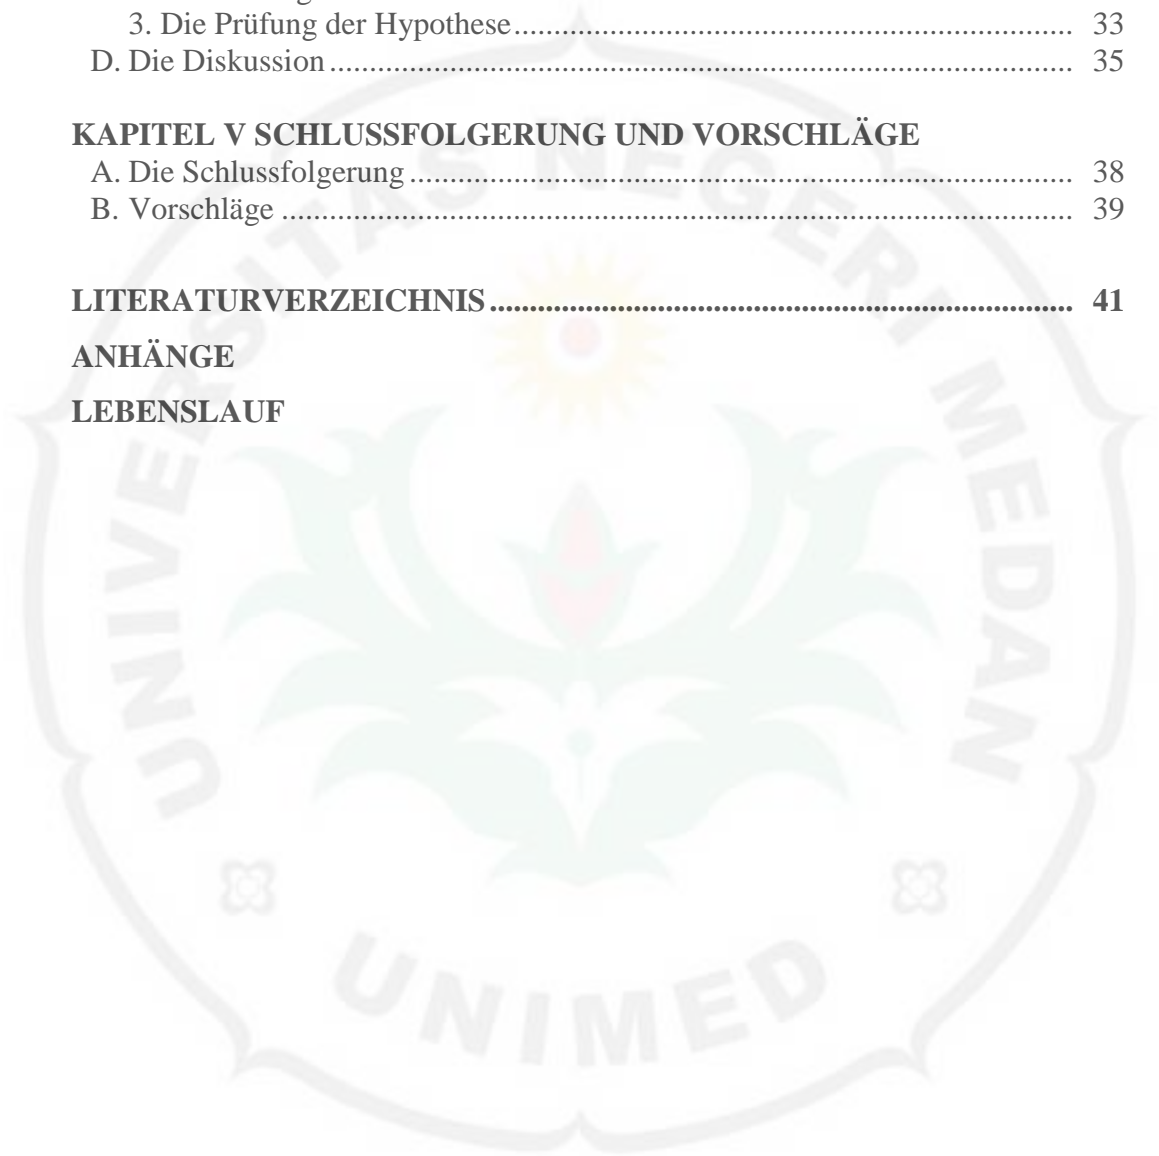 3. Die Prüfung der Hypothese........................................................................ 33
D. Die Diskussion................................................................................................ 35
KAPITEL V SCHLUSSFOLGERUNG UND VORSCHLÄGE
A. Die Schlussfolgerung...................................................................................... 38
B. Vorschläge...................................................................................................... 39
LITERATURVERZEICHNIS........................................................................ 41
ANHÄNGE
LEBENSLAUF
UNIVERSITAS NEGERI MEDAN
UNIMED